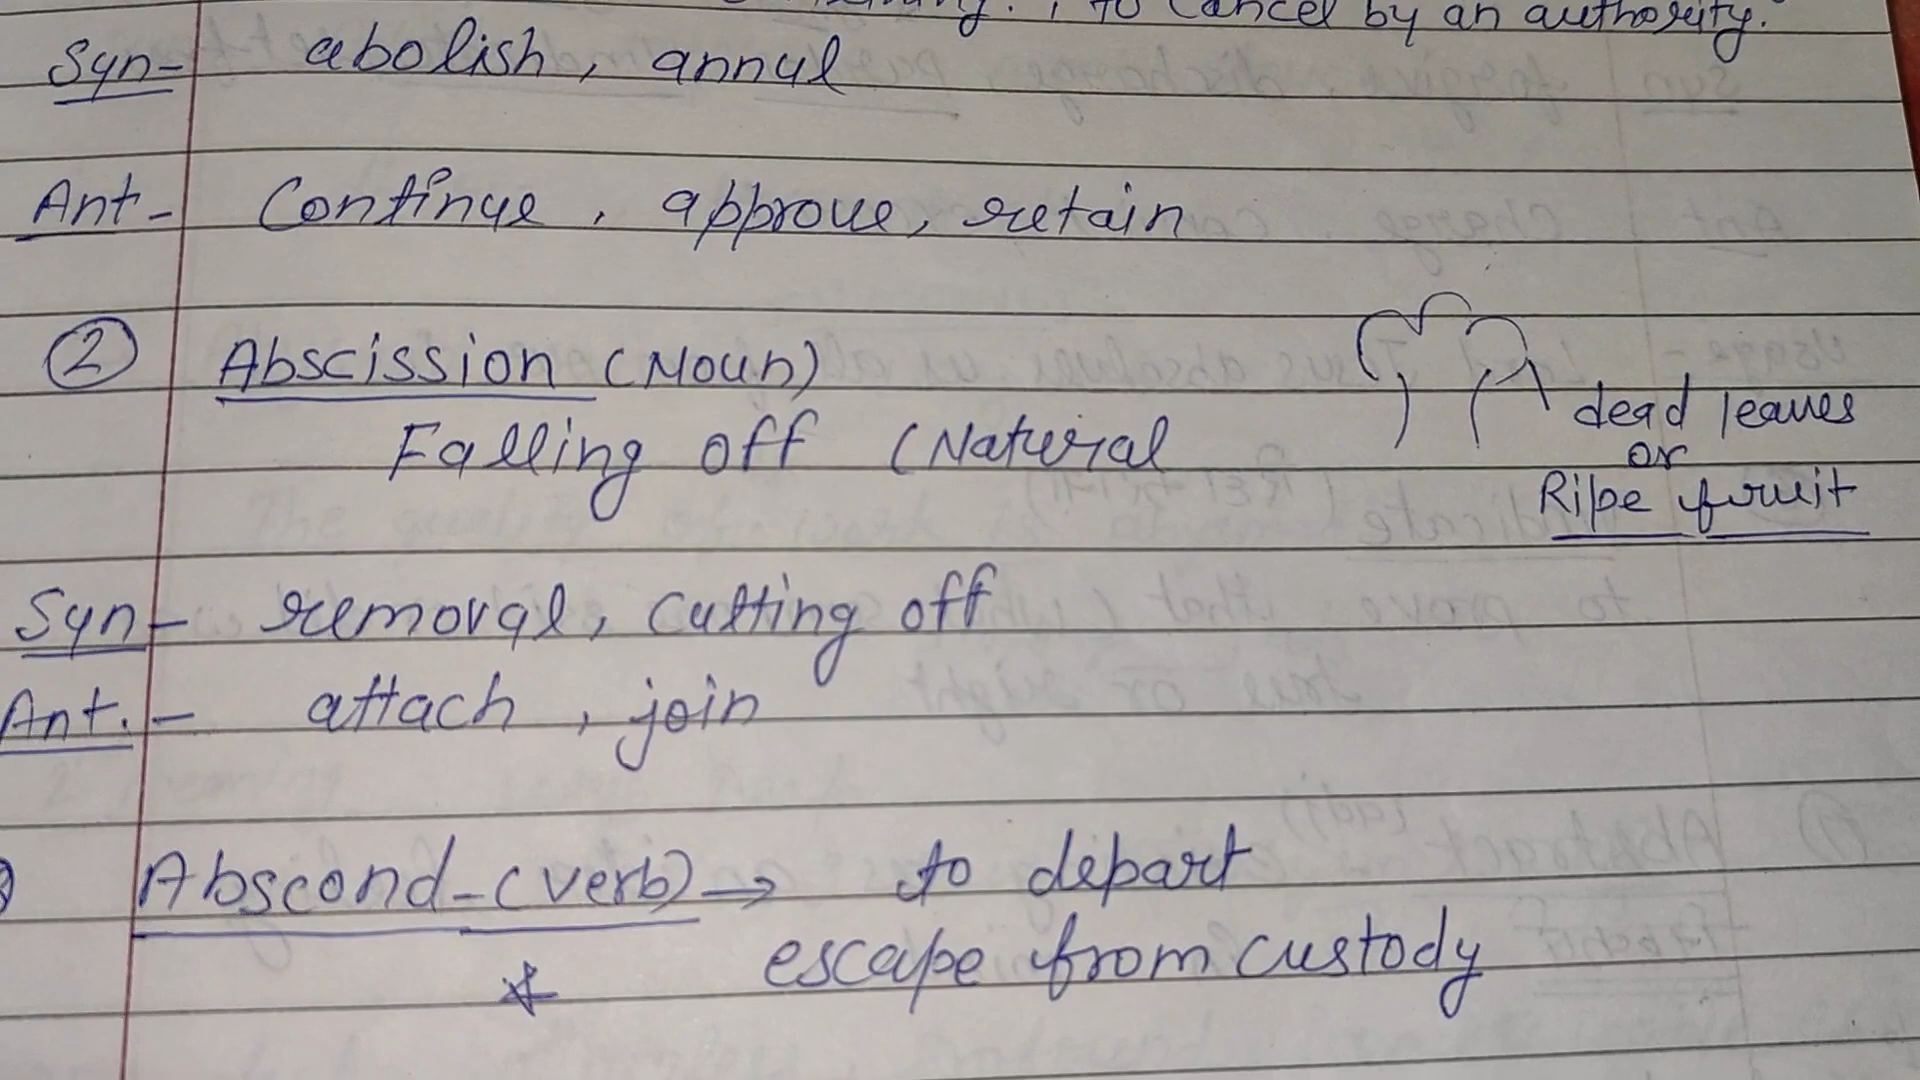 to cancel by an authority.
Syn- abolish, annul
Ant- Continue, approve, retain
2 Abscission (Noun)
Falling off (Natural
dead leaves
or
Ripe fruit
Syn- removal, cutting off
Ant.- attach, join
Abscond-(verb)→ to depart
escape from custody